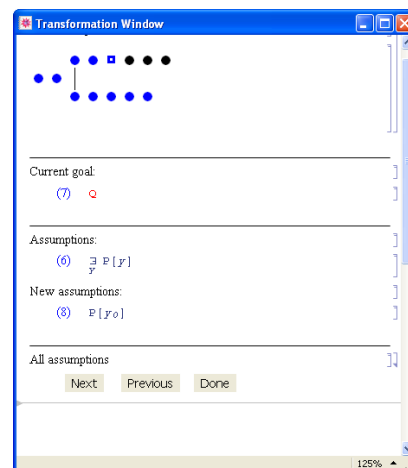 Transformation Window
Current goal:
(7) Q
Assumptions:
(6) ∃ P[y]
y
New assumptions:
(8) P[y0]
All assumptions
Next Previous Done
125%